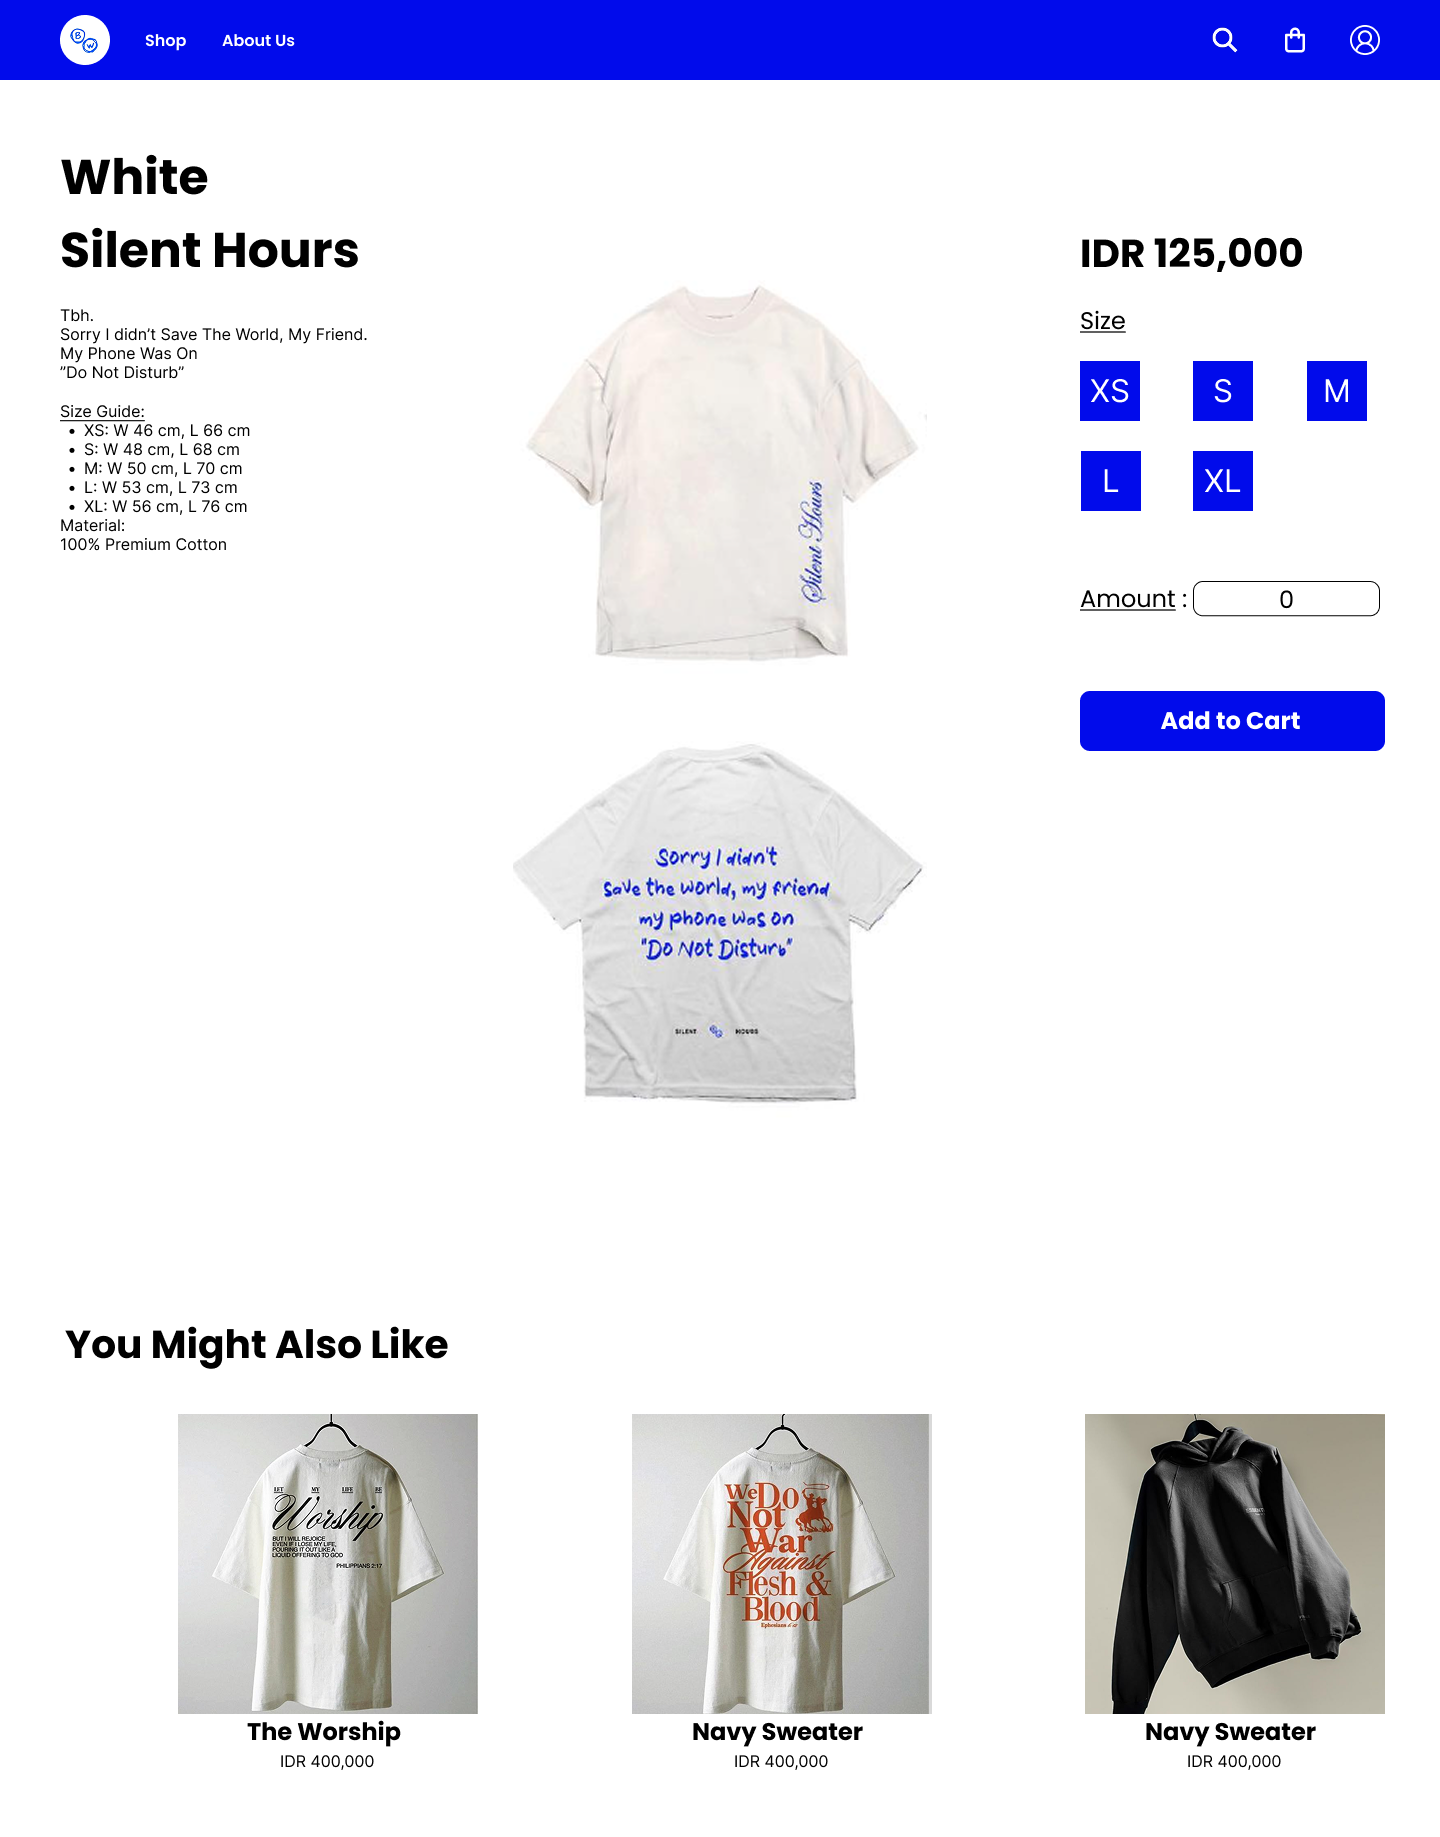 B
W
Shop
About Us
White
Silent Hours
Tbh.
Sorry I didn’t Save The World, My Friend.
My Phone Was On
”Do Not Disturb”
Size Guide:
• XS: W 46 cm, L 66 cm
• S: W 48 cm, L 68 cm
• M: W 50 cm, L 70 cm
• L: W 53 cm, L 73 cm
• XL: W 56 cm, L 76 cm
Material:
100% Premium Cotton
Silent Hours
Sorry I didn't
save the world, my friend
my phone was on
"Do Not Disturb"
SILENT HOURS
IDR 125,000
Size
XS S M
L XL
Amount : 0
Add to Cart
You Might Also Like
LET MY LIFE BE
Worship
BUT I WILL REJOICE
EVEN IF I LOSE MY LIFE,
POURING IT OUT LIKE A
LIQUID OFFERING TO GOD
PHILIPPIANS 2:17
The Worship
IDR 400,000
We Do
Not
War
Against
Flesh &
Blood
Ephesians
Navy Sweater
IDR 400,000
Navy Sweater
IDR 400,000